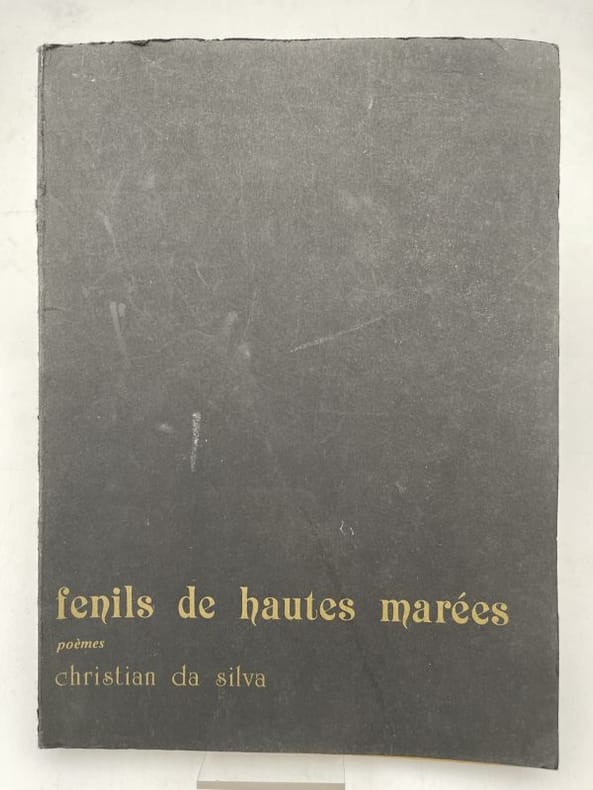 fenils de hautes marées
poèmes
christian da silva